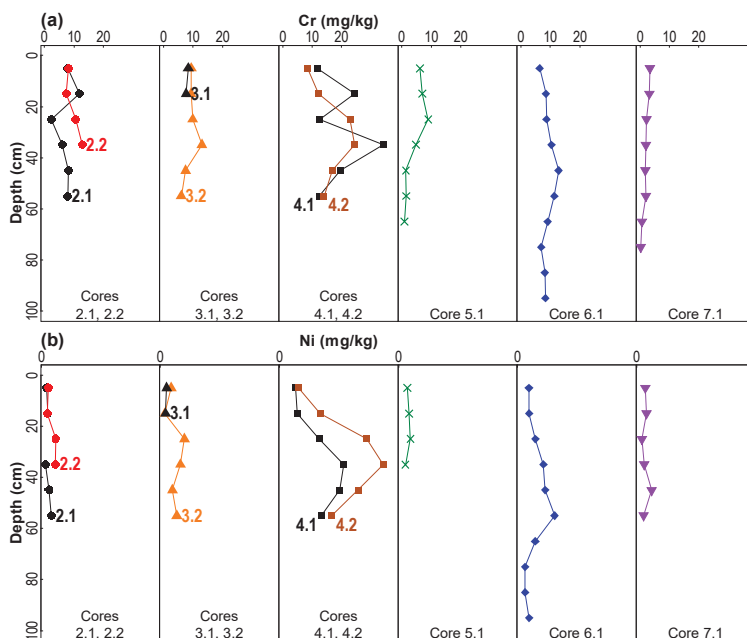 (a)
Cr (mg/kg)
0 10 20 0 10 20 0 10 20 0 10 20 0 10 20 0 10 20
0
20
40
60
80
100
Depth (cm)
2.2
2.1
3.1
3.2
4.1 4.2
Cores Cores Cores
2.1, 2.2 3.1, 3.2 4.1, 4.2 Core 5.1 Core 6.1 Core 7.1
(b)
Ni (mg/kg)
0 0 0 0 0 0
0
20
40
60
80
100
Depth (cm)
3.1
2.2
2.1
3.2
4.1 4.2
Cores Cores Cores
2.1, 2.2 3.1, 3.2 4.1, 4.2 Core 5.1 Core 6.1 Core 7.1